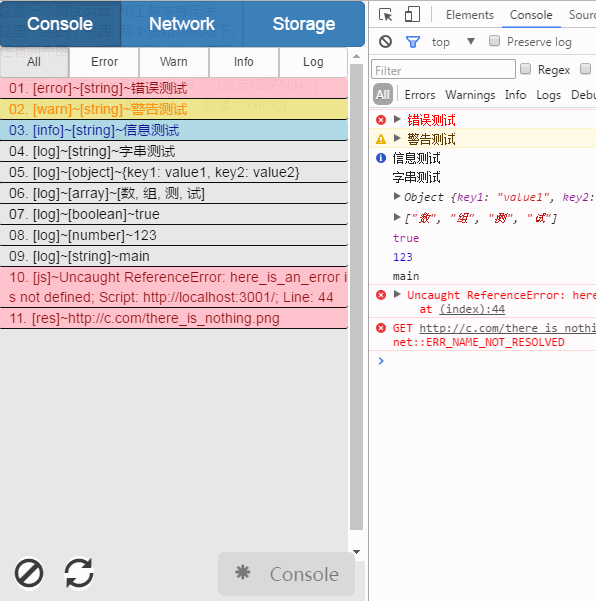 Console Network Storage
All Error Warn Info Log
01. [error]~[string]~错误测试
02. [warn]~[string]~警告测试
03. [info]~[string]~信息测试
04. [log]~[string]~字串测试
05. [log]~[object]~{key1: value1, key2: value2}
06. [log]~[array]~[数, 组, 测, 试]
07. [log]~[boolean]~true
08. [log]~[number]~123
09. [log]~[string]~main
10. [js]~Uncaught ReferenceError: here_is_an_error i
s not defined; Script: http://localhost:3001/; Line: 44
11. [res]~http://c.com/there_is_nothing.png
Console
Elements Console Sourc
top Preserve log
Filter Regex
All Errors Warnings Info Logs Debu
错误测试
警告测试
信息测试
字串测试
Object {key1: "value1", key2:
["数", "组", "测", "试"]
true
123
main
Uncaught ReferenceError: here
at (index):44
GET http://c.com/there_is_nothi
net::ERR_NAME_NOT_RESOLVED